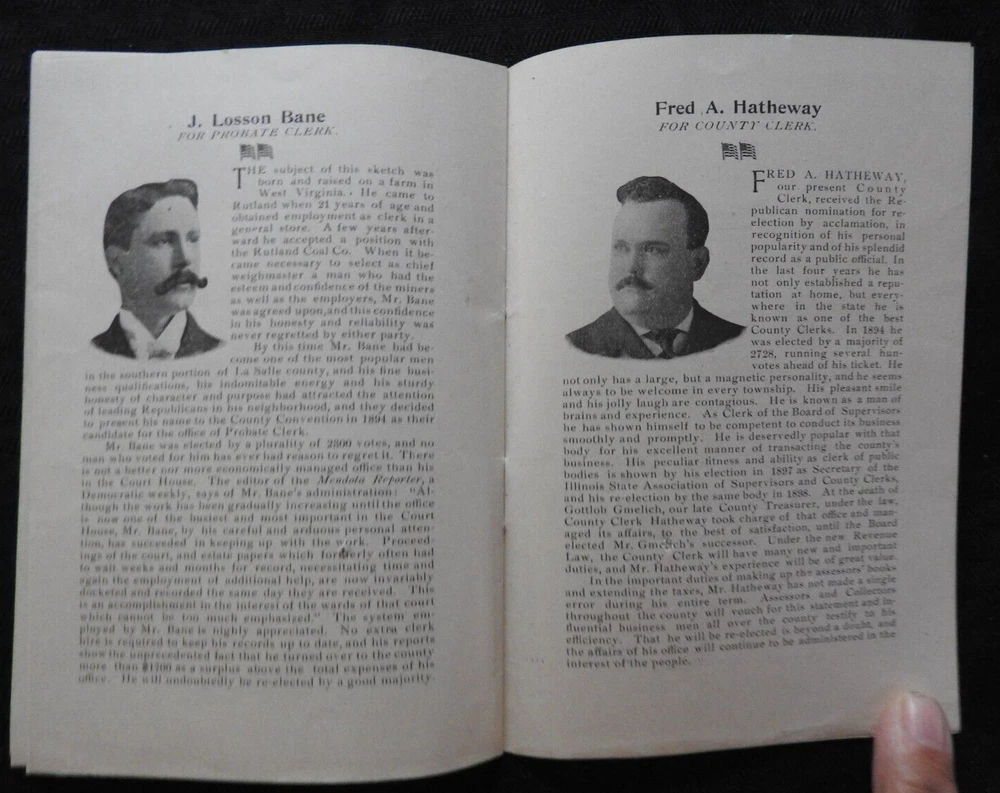 J. Losson Bane
FOR PROBATE CLERK.
THE subject of this sketch was
born and raised on a farm in
West Virginia. He came to
Rutland when 21 years of age and
obtained employment as clerk in a
general store. A few years after-
ward he accepted a position with
the Rutland Coal Co. When it be-
came necessary to select as chief
weighmaster a man who had the
esteem and confidence of the miners
as well as the employers, Mr. Bane
was agreed upon, and this confidence
in his honesty and reliability was
never regretted by either party.
By this time Mr. Bane had be-
come one of the most popular men
in the southern portion of La Salle county, and his fine busi-
ness qualifications, his indomitable energy and his sturdy
honesty of character and purpose had attracted the attention
of leading Republicans in his neighborhood, and they decided
to present his name to the County Convention in 1894 as their
candidate for the office of Probate Clerk.
Mr. Bane was elected by a plurality of 2800 votes, and no
man who voted for him has ever had reason to regret it. There
is not a better nor more economically managed office than his
in the Court House. The editor of the Mendota Reporter, a
Democratic weekly, says of Mr. Bane's administration: "Al-
though the work has been gradually increasing until the office
is now one of the busiest and most important in the Court
House, Mr. Bane, by his careful and arduous personal atten-
tion, has succeeded in keeping up with the work. Proceed-
ings of the court, and estate papers which formerly often had
to wait weeks and months for record, necessitating time and
again the employment of additional help, are now invariably
docketed and recorded the same day they are received. This
is an accomplishment in the interest of the wards of that court
which cannot be too much emphasized." The system em-
ployed by Mr. Bane is highly appreciated. No extra clerk
hire is required to keep his records up to date, and his reports
show the unprecedented fact that he turned over to the county
more than $1700 as a surplus above the total expenses of his
office. He will undoubtedly be re-elected by a good majority.
Fred A. Hatheway
FOR COUNTY CLERK.
FRED A. HATHEWAY,
our present County
Clerk, received the Re-
publican nomination for re-
election by acclamation, in
recognition of his personal
popularity and of his splendid
record as a public official. In
the last four years he has
not only established a repu-
tation at home, but every-
where in the state he is
known as one of the best
County Clerks. In 1894 he
was elected by a majority of
2728, running several hun-
votes ahead of his ticket. He
not only has a large, but a magnetic personality, and he seems
always to be welcome in every township. His pleasant smile
and his jolly laugh are contagious. He is known as a man of
brains and experience. As Clerk of the Board of Supervisors
he has shown himself to be competent to conduct its business
smoothly and promptly. He is deservedly popular with that
body for his excellent manner of transacting the county's
business. His peculiar fitness and ability as clerk of public
bodies is shown by his election in 1897 as Secretary of the
Illinois State Association of Supervisors and County Clerks,
and his re-election by the same body in 1898. At the death of
Gottlob Gmelich, our late County Treasurer, under the law,
County Clerk Hatheway took charge of that office and man-
aged its affairs, to the best of satisfaction, until the Board
elected Mr. Gmelich's successor. Under the new Revenue
Law, the County Clerk will have many new and important
duties, and Mr. Hatheway's experience will be of great value.
In the important duties of making up the assessors' books
and extending the taxes, Mr. Hatheway has not made a single
error during his entire term. Assessors and Collectors
throughout the county will vouch for this statement and in-
fluential business men all over the county testify to his
efficiency. That he will be re-elected is beyond a doubt, and
the affairs of his office will continue to be administered in the
interest of the people.